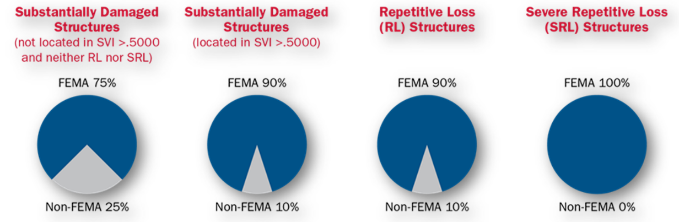 Substantially Damaged
Structures
(not located in SVI >.5000
and neither RL nor SRL)
FEMA 75%
Non-FEMA 25%
Substantially Damaged
Structures
(located in SVI >.5000)
FEMA 90%
Non-FEMA 10%
Repetitive Loss
(RL) Structures
FEMA 90%
Non-FEMA 10%
Severe Repetitive Loss
(SRL) Structures
FEMA 100%
Non-FEMA 0%